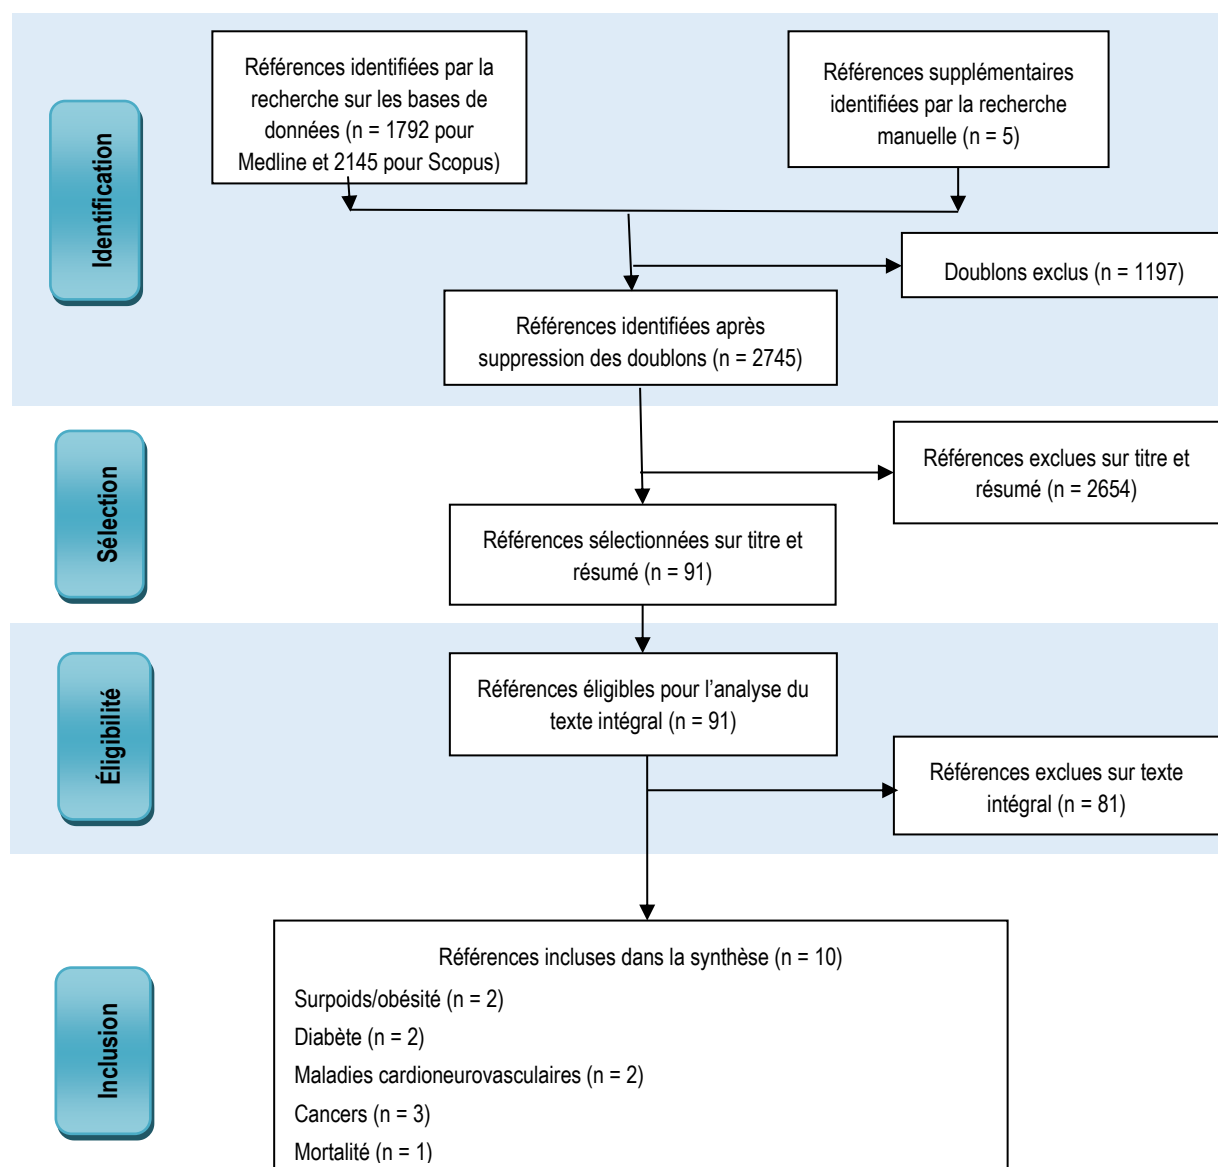 Identification
Références identifiées par la
recherche sur les bases de
données (n = 1792 pour
Medline et 2145 pour Scopus)
Références supplémentaires
identifiées par la recherche
manuelle (n = 5)
Doublons exclus (n = 1197)
Références identifiées après
suppression des doublons (n = 2745)
Sélection
Références exclues sur titre et
résumé (n = 2654)
Références sélectionnées sur titre et
résumé (n = 91)
Éligibilité
Références éligibles pour l’analyse du
texte intégral (n = 91)
Références exclues sur texte
intégral (n = 81)
Inclusion
Références incluses dans la synthèse (n = 10)
Surpoids/obésité (n = 2)
Diabète (n = 2)
Maladies cardioneurovasculaires (n = 2)
Cancers (n = 3)
Mortalité (n = 1)